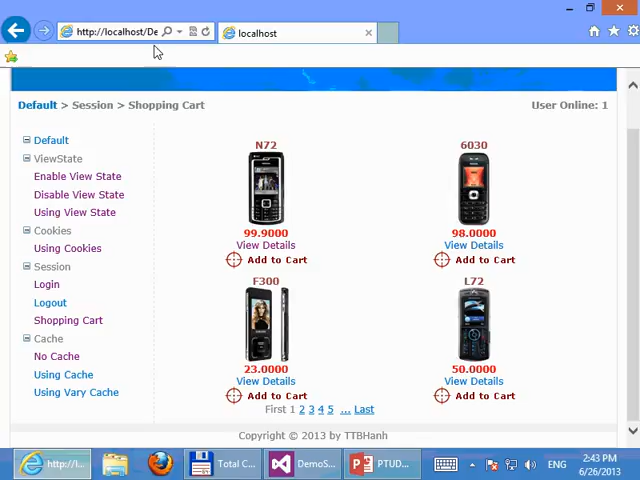 http://localhost/De
localhost
Default > Session > Shopping Cart
User Online: 1
Default
ViewState
Enable View State
Disable View State
Using View State
Cookies
Using Cookies
Session
Login
Logout
Shopping Cart
Cache
No Cache
Using Cache
Using Vary Cache
N72
99.9000
View Details
Add to Cart
6030
98.0000
View Details
Add to Cart
F300
23.0000
View Details
Add to Cart
L72
50.0000
View Details
Add to Cart
First 1 2 3 4 5 ... Last
Copyright © 2013 by TTBHanh
http://l...
Total C...
DemoS...
PTUD...
ENG
2:43 PM
6/26/2013